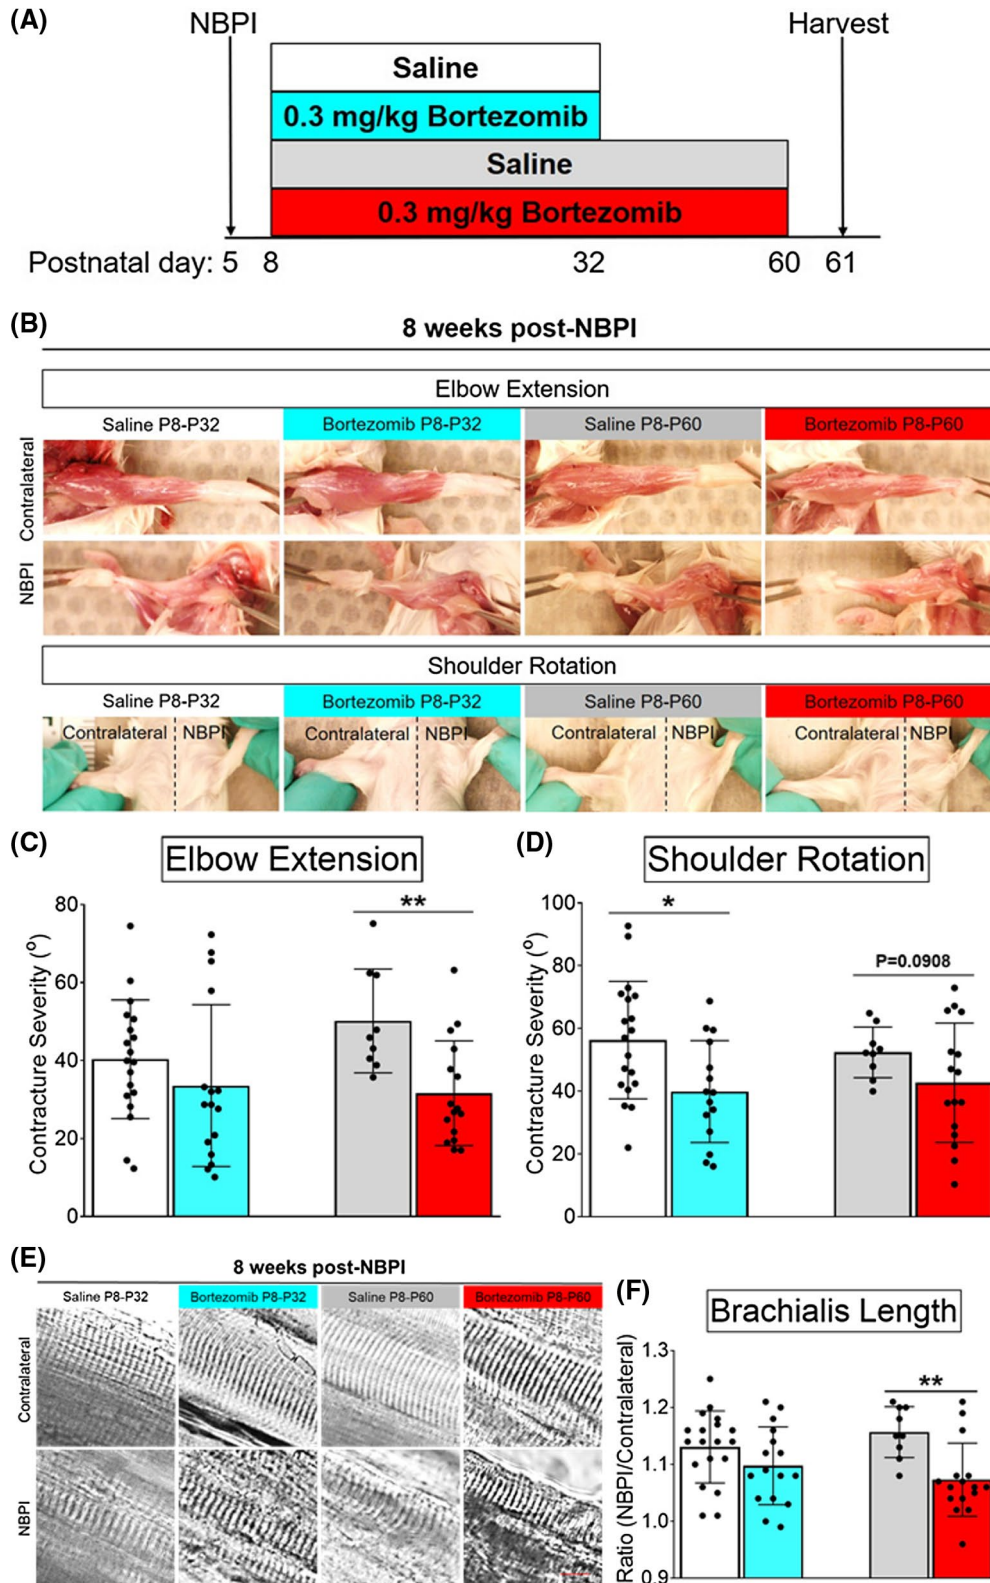 (A)
NBPI
Harvest
Saline
0.3 mg/kg Bortezomib
Saline
0.3 mg/kg Bortezomib
Postnatal day: 5 8 32 60 61
(B)
8 weeks post-NBPI
Elbow Extension
Saline P8-P32 Bortezomib P8-P32 Saline P8-P60 Bortezomib P8-P60
Contralateral
NBPI
Shoulder Rotation
Saline P8-P32 Bortezomib P8-P32 Saline P8-P60 Bortezomib P8-P60
Contralateral NBPI Contralateral NBPI Contralateral NBPI Contralateral NBPI
(C)
Elbow Extension
Contracture Severity (°)
80
60
40
20
0
**
(D)
Shoulder Rotation
Contracture Severity (°)
100
80
60
40
20
0
*
P=0.0908
(E)
8 weeks post-NBPI
Saline P8-P32 Bortezomib P8-P32 Saline P8-P60 Bortezomib P8-P60
Contralateral
NBPI
(F)
Brachialis Length
Ratio (NBPI/Contralateral)
1.3
1.2
1.1
1.0
0.9
**